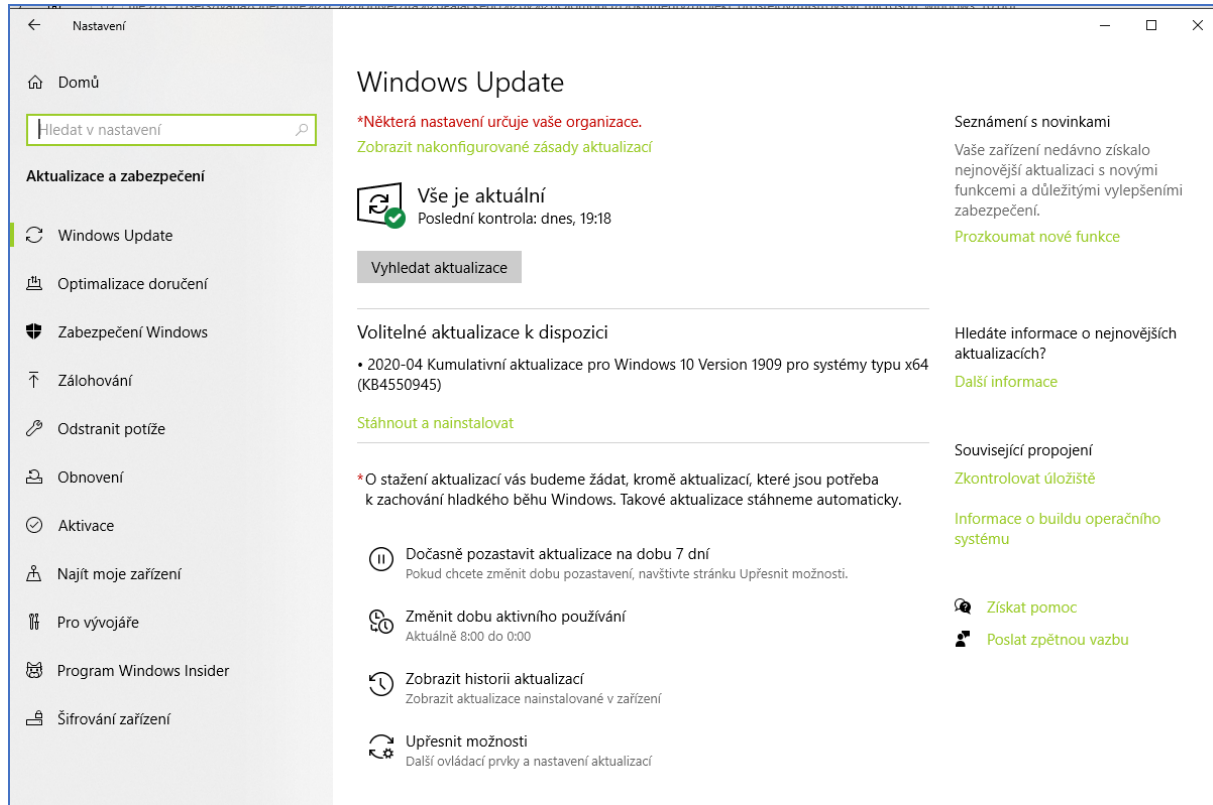 Nastavení
Domů
Hledat v nastavení
Aktualizace a zabezpečení
Windows Update
Optimalizace doručení
Zabezpečení Windows
Zálohování
Odstranit potíže
Obnovení
Aktivace
Najít moje zařízení
Pro vývojáře
Program Windows Insider
Šifrování zařízení
Windows Update
*Některá nastavení určuje vaše organizace.
Zobrazit nakonfigurované zásady aktualizací
Vše je aktuální
Poslední kontrola: dnes, 19:18
Vyhledat aktualizace
Volitelné aktualizace k dispozici
• 2020-04 Kumulativní aktualizace pro Windows 10 Version 1909 pro systémy typu x64
(KB4550945)
Stáhnout a nainstalovat
*O stažení aktualizací vás budeme žádat, kromě aktualizací, které jsou potřeba
k zachování hladkého běhu Windows. Takové aktualizace stáhneme automaticky.
Dočasně pozastavit aktualizace na dobu 7 dní
Pokud chcete změnit dobu pozastavení, navštivte stránku Upřesnit možnosti.
Změnit dobu aktivního používání
Aktuálně 8:00 do 0:00
Zobrazit historii aktualizací
Zobrazit aktualizace nainstalované v zařízení
Upřesnit možnosti
Další ovládací prvky a nastavení aktualizací
Seznámení s novinkami
Vaše zařízení nedávno získalo
nejnovější aktualizaci s novými
funkcemi a důležitými vylepšeními
zabezpečení.
Prozkoumat nové funkce
Hledáte informace o nejnovějších
aktualizacích?
Další informace
Související propojení
Zkontrolovat úložiště
Informace o buildu operačního
systému
Získat pomoc
Poslat zpětnou vazbu